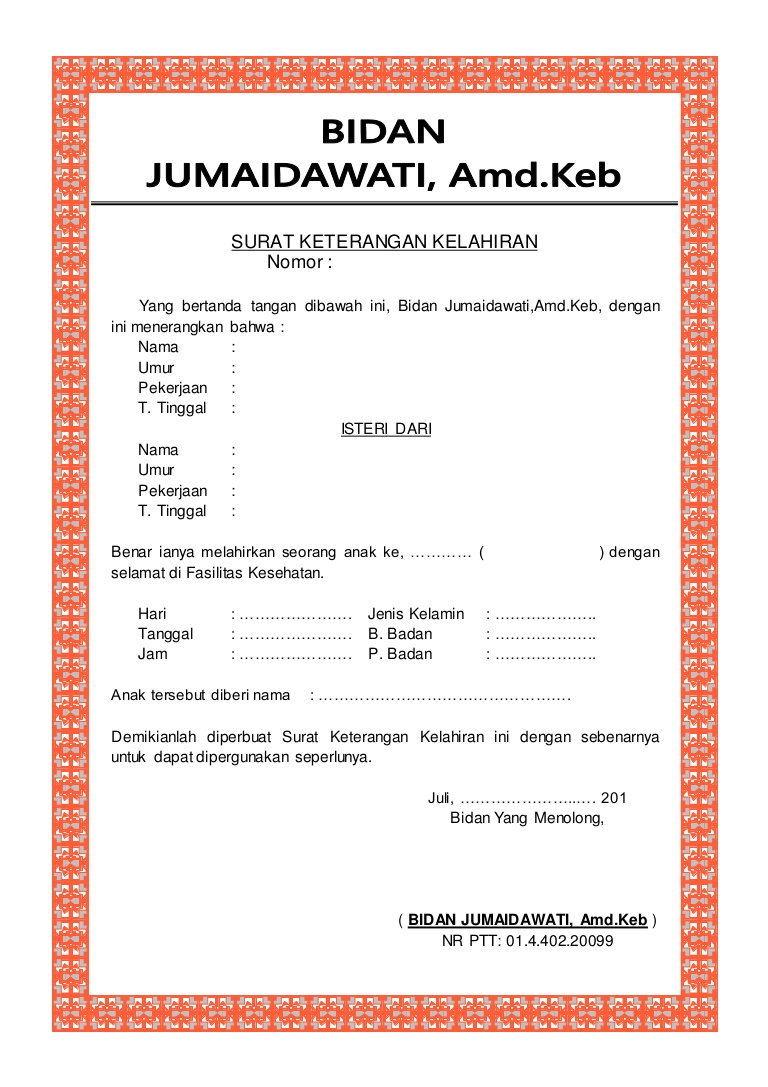 BIDAN
JUMAIDAWATI, Amd.Keb
SURAT KETERANGAN KELAHIRAN
Nomor :
Yang bertanda tangan dibawah ini, Bidan Jumaidawati,Amd.Keb, dengan
ini menerangkan bahwa :
Nama :
Umur :
Pekerjaan :
T. Tinggal :
ISTERI DARI
Nama :
Umur :
Pekerjaan :
T. Tinggal :
Benar ianya melahirkan seorang anak ke, ………… ( ) dengan
selamat di Fasilitas Kesehatan.
Hari : ………………… Jenis Kelamin : ………………..
Tanggal : ………………… B. Badan : ………………..
Jam : ………………… P. Badan : ………………..
Anak tersebut diberi nama : …………………………………………
Demikianlah diperbuat Surat Keterangan Kelahiran ini dengan sebenarnya
untuk dapat dipergunakan seperlunya.
Juli, …………………..…. 201
Bidan Yang Menolong,
( BIDAN JUMAIDAWATI, Amd.Keb )
NR PTT: 01.4.402.20099